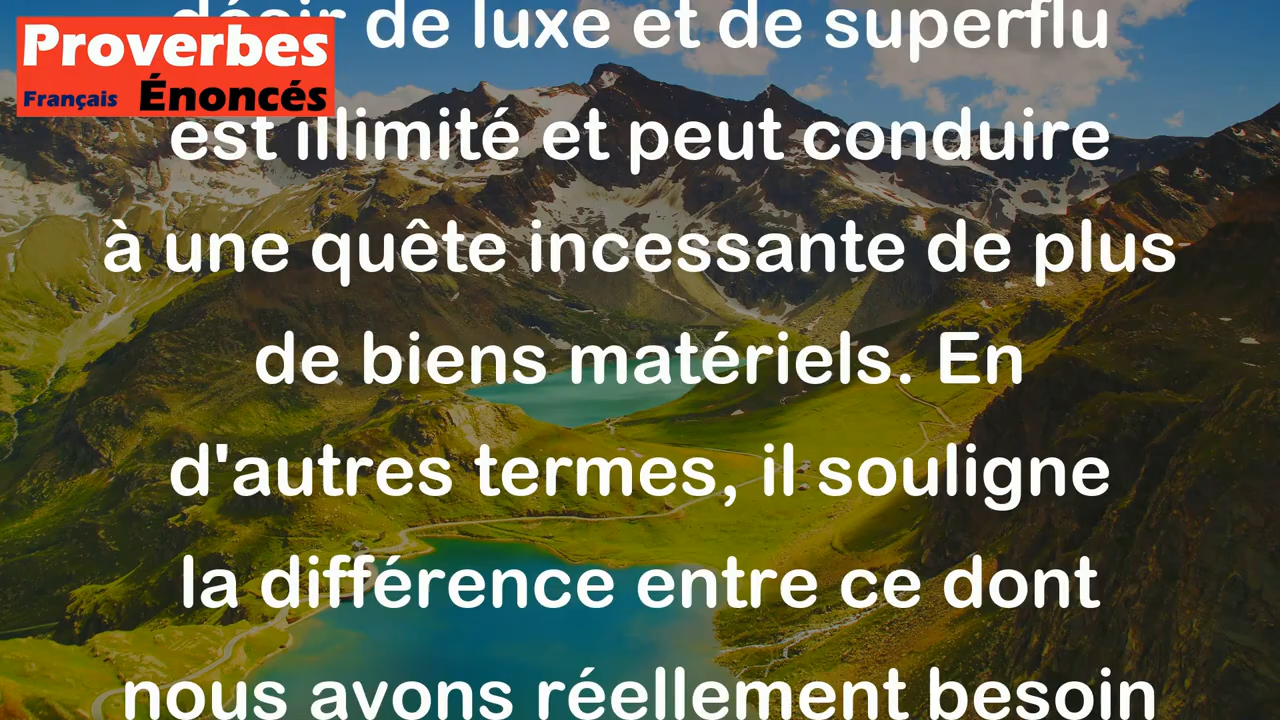 Proverbes
Français Énoncés
désir de luxe et de superflu
est illimité et peut conduire
à une quête incessante de plus
de biens matériels. En
d'autres termes, il souligne
la différence entre ce dont
nous avons réellement besoin